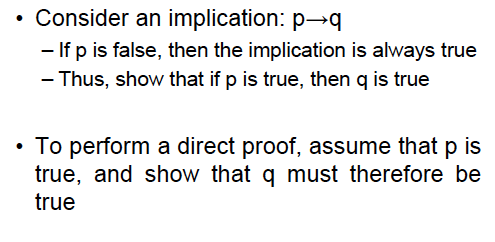 • Consider an implication: p→q
– If p is false, then the implication is always true
– Thus, show that if p is true, then q is true
• To perform a direct proof, assume that p is
true, and show that q must therefore be
true